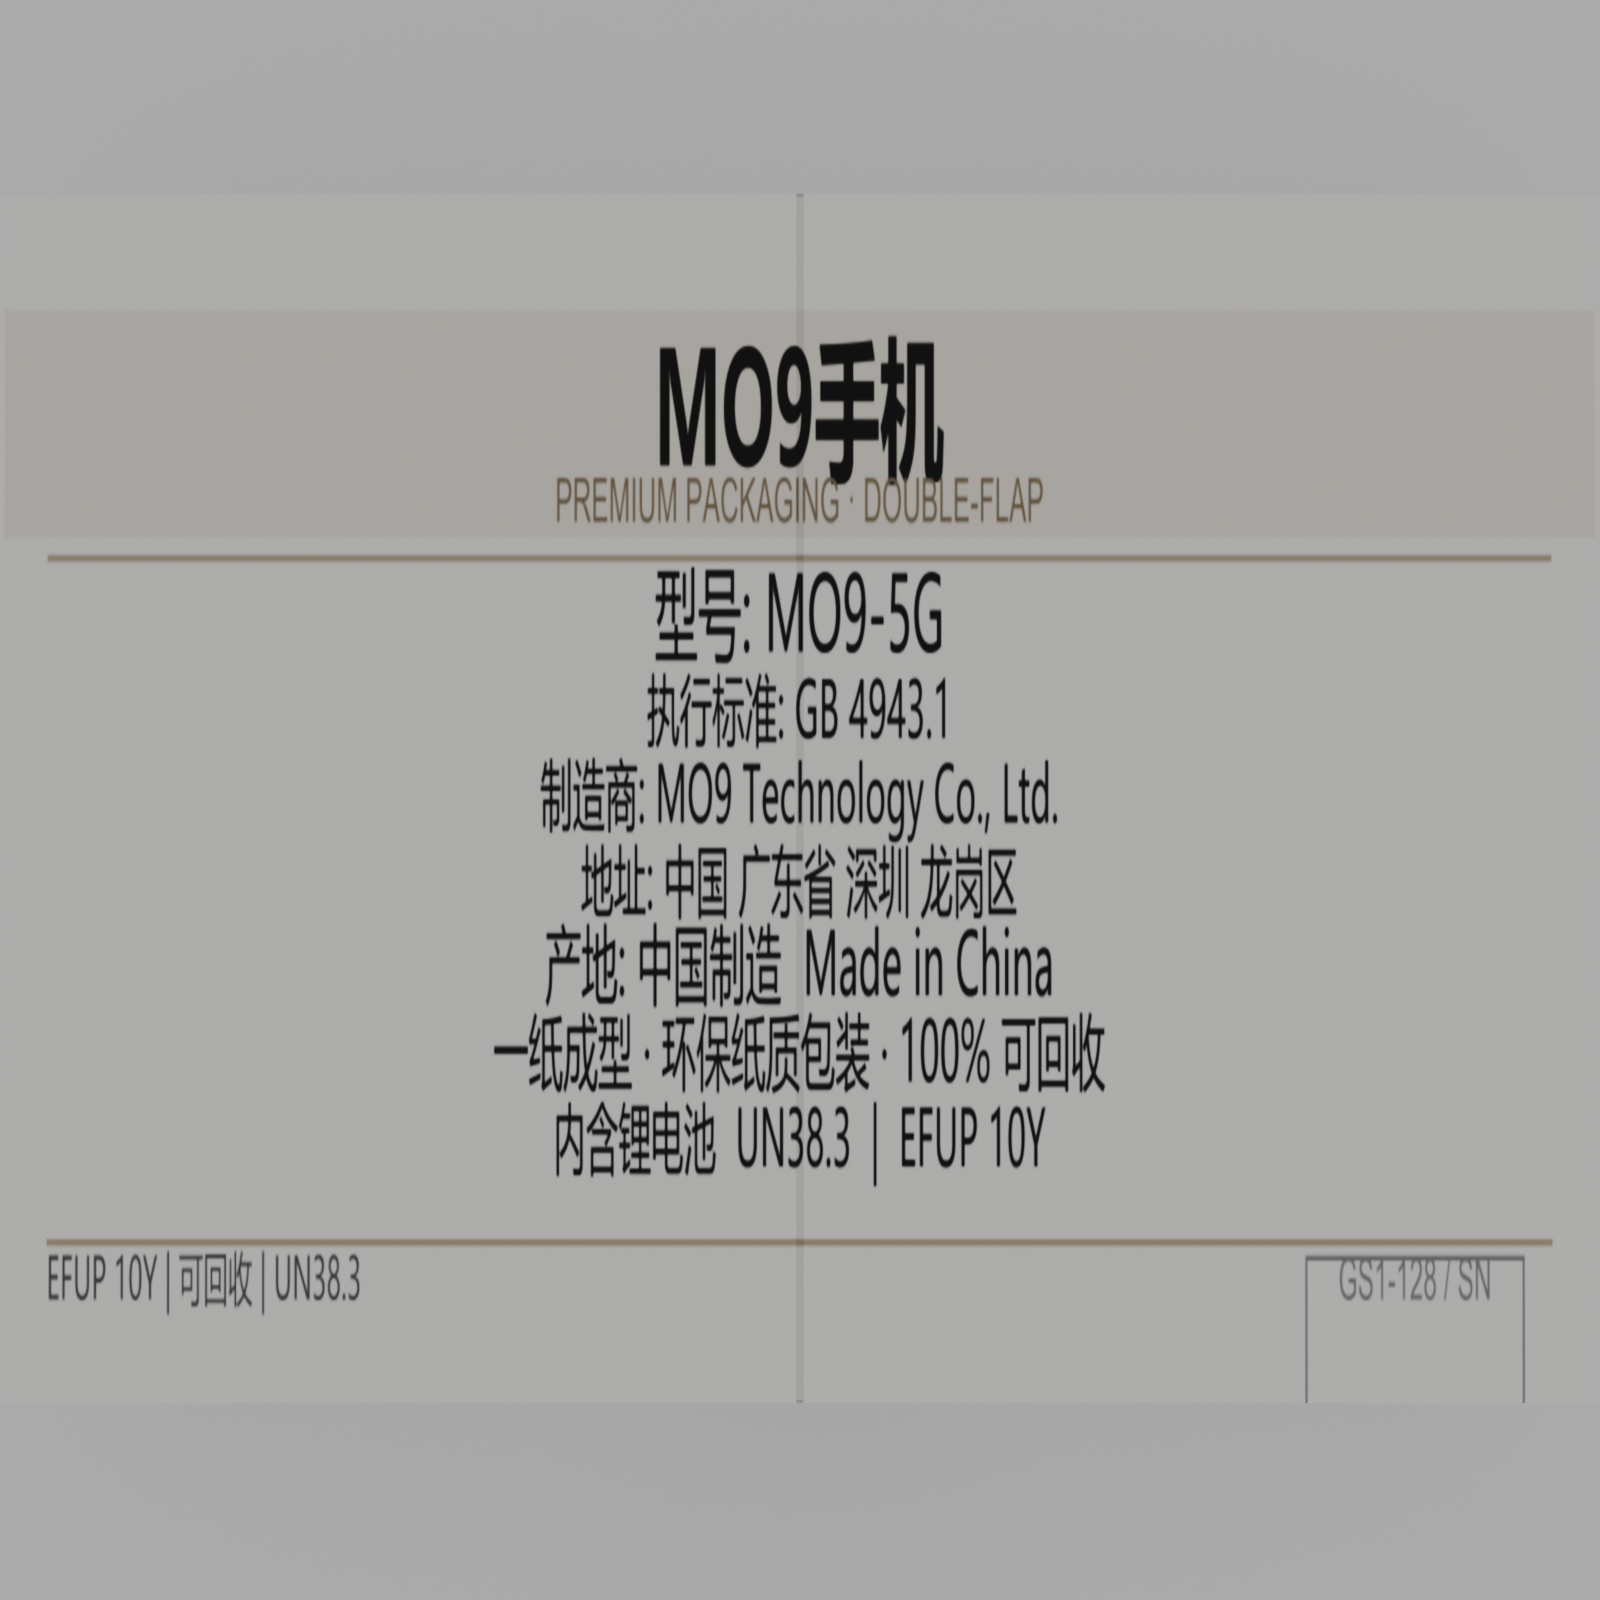 MO9手机
PREMIUM PACKAGING · DOUBLE-FLAP
型号: MO9-5G
执行标准: GB 4943.1
制造商: MO9 Technology Co., Ltd.
地址: 中国 广东省 深圳 龙岗区
产地: 中国制造 Made in China
一纸成型 · 环保纸质包装 · 100% 可回收
内含锂电池 UN38.3 | EFUP 10Y
EFUP 10Y | 可回收 | UN38.3
GS1-128 / SN